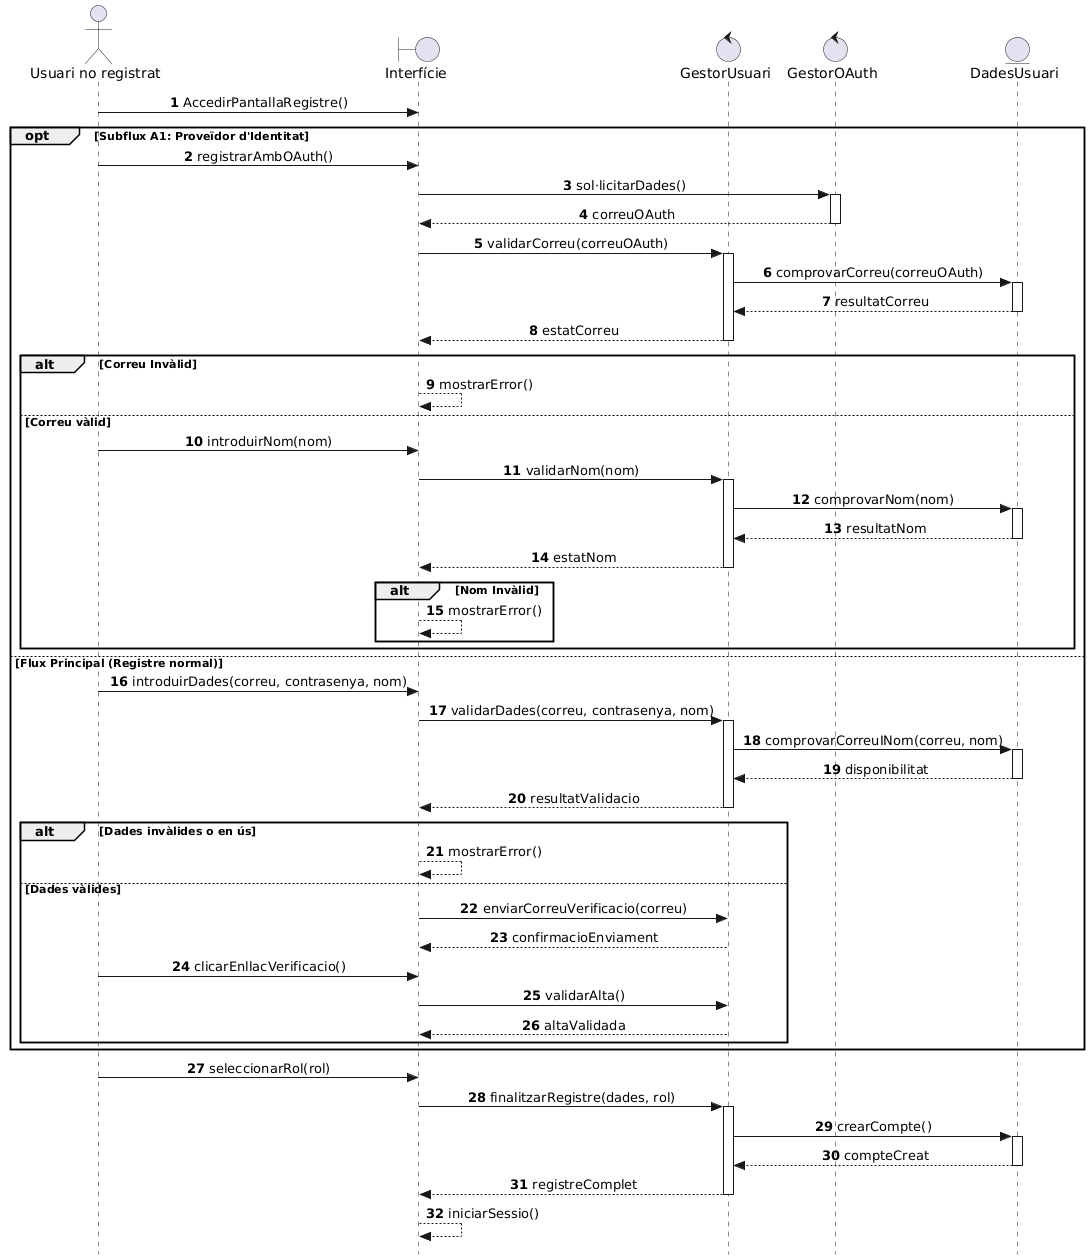 Usuari no registrat
Interfície
GestorUsuari
GestorOAuth
DadesUsuari
1 AccedirPantallaRegistre()
opt
[Subflux A1: Proveïdor d'Identitat]
2 registrarAmbOAuth()
3 sol·licitarDades()
4 correuOAuth
5 validarCorreu(correuOAuth)
6 comprovarCorreu(correuOAuth)
7 resultatCorreu
8 estatCorreu
alt
[Correu Invàlid]
9 mostrarError()
[Correu vàlid]
10 introduirNom(nom)
11 validarNom(nom)
12 comprovarNom(nom)
13 resultatNom
14 estatNom
alt
[Nom Invàlid]
15 mostrarError()
[Flux Principal (Registre normal)]
16 introduirDades(correu, contrasenya, nom)
17 validarDades(correu, contrasenya, nom)
18 comprovarCorreuINom(correu, nom)
19 disponibilitat
20 resultatValidacio
alt
[Dades invàlides o en ús]
21 mostrarError()
[Dades vàlides]
22 enviarCorreuVerificacio(correu)
23 confirmacioEnviament
24 clicarEnllacVerificacio()
25 validarAlta()
26 altaValidada
27 seleccionarRol(rol)
28 finalitzarRegistre(dades, rol)
29 crearCompte()
30 compteCreat
31 registreComplet
32 iniciarSessio()